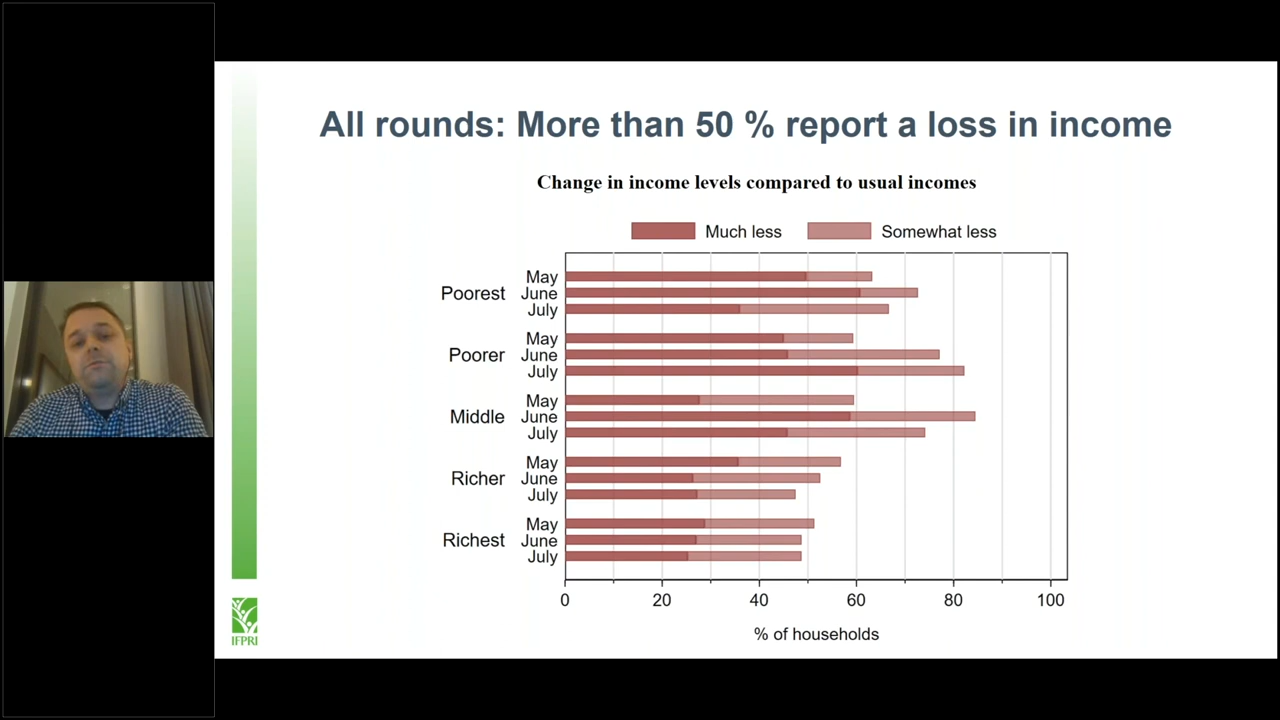 All rounds: More than 50 % report a loss in income
Change in income levels compared to usual incomes
Much less Somewhat less
Poorest
May
June
July
Poorer
May
June
July
Middle
May
June
July
Richer
May
June
July
Richest
May
June
July
0 20 40 60 80 100
% of households
IFPRI